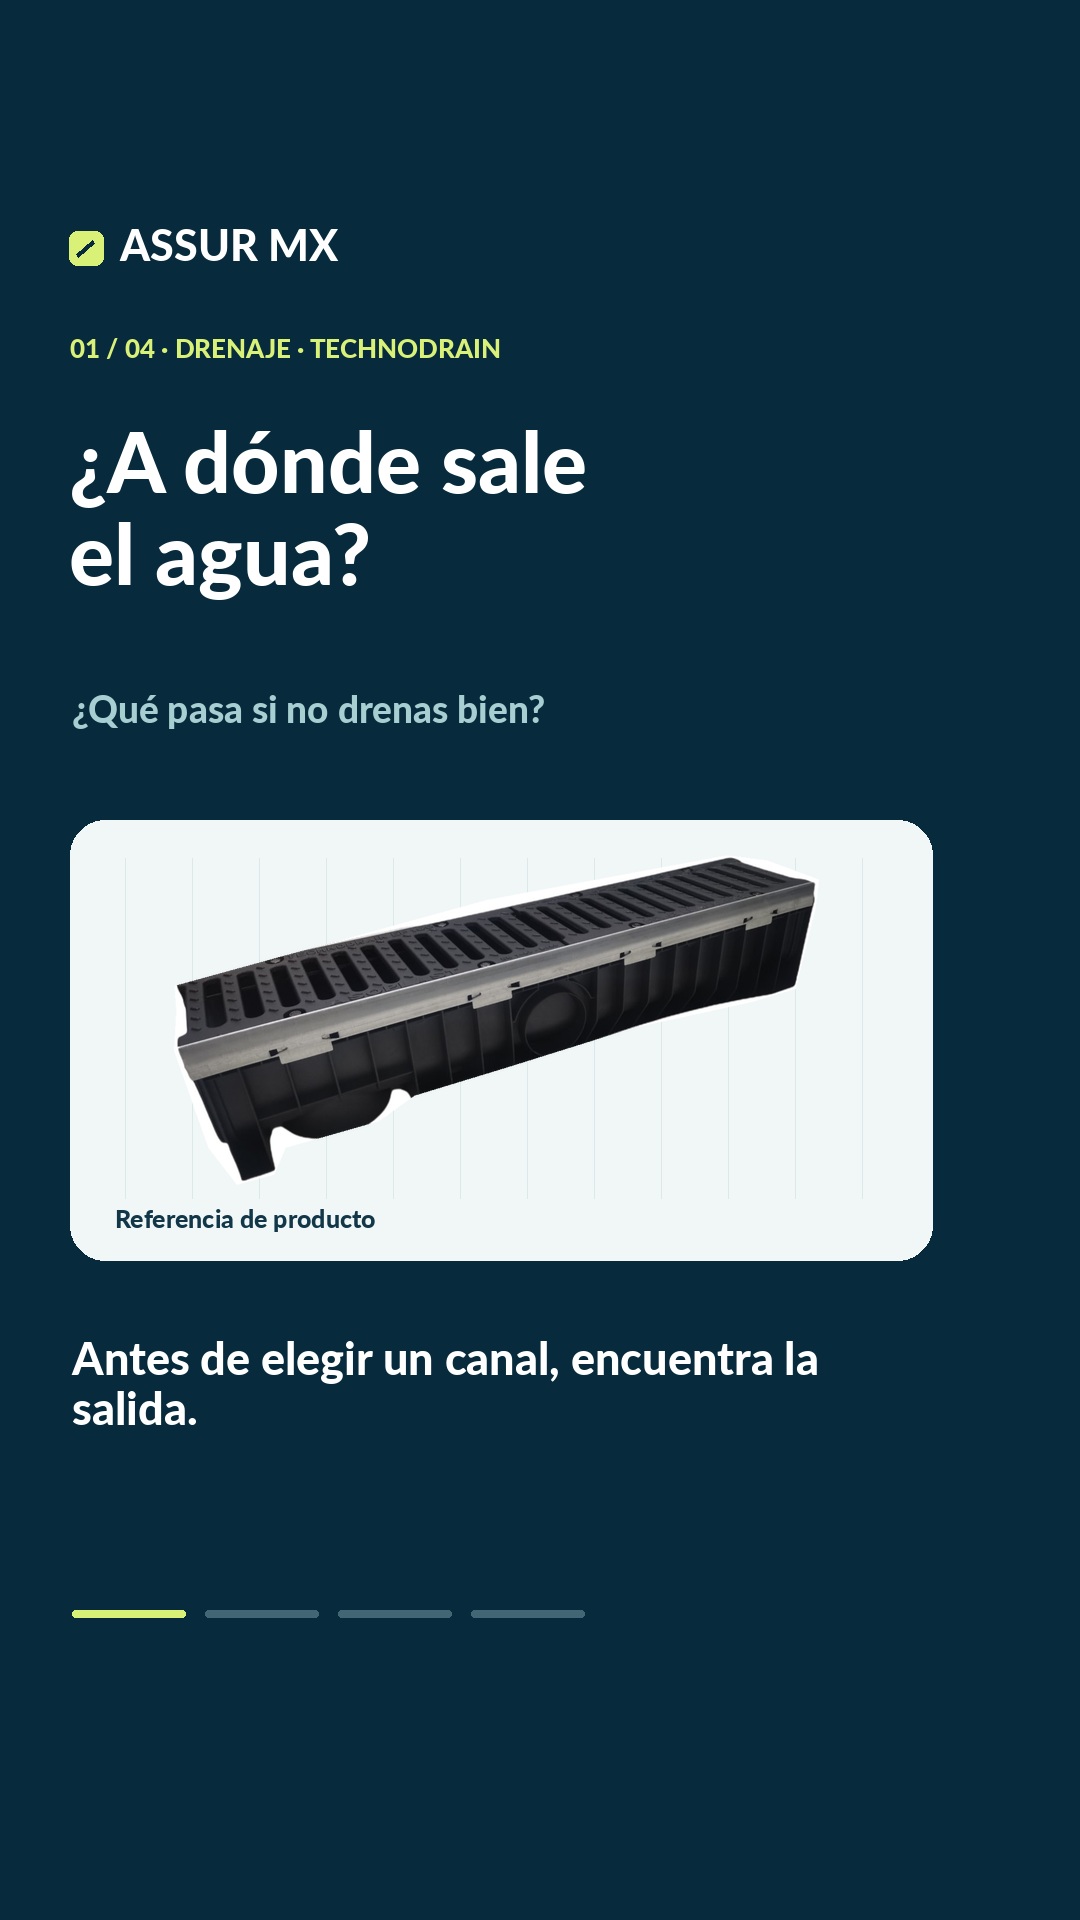 ASSUR MX
01 / 04 · DRENAJE · TECHNODRAIN
¿A dónde sale
el agua?
¿Qué pasa si no drenas bien?
Referencia de producto
Antes de elegir un canal, encuentra la
salida.